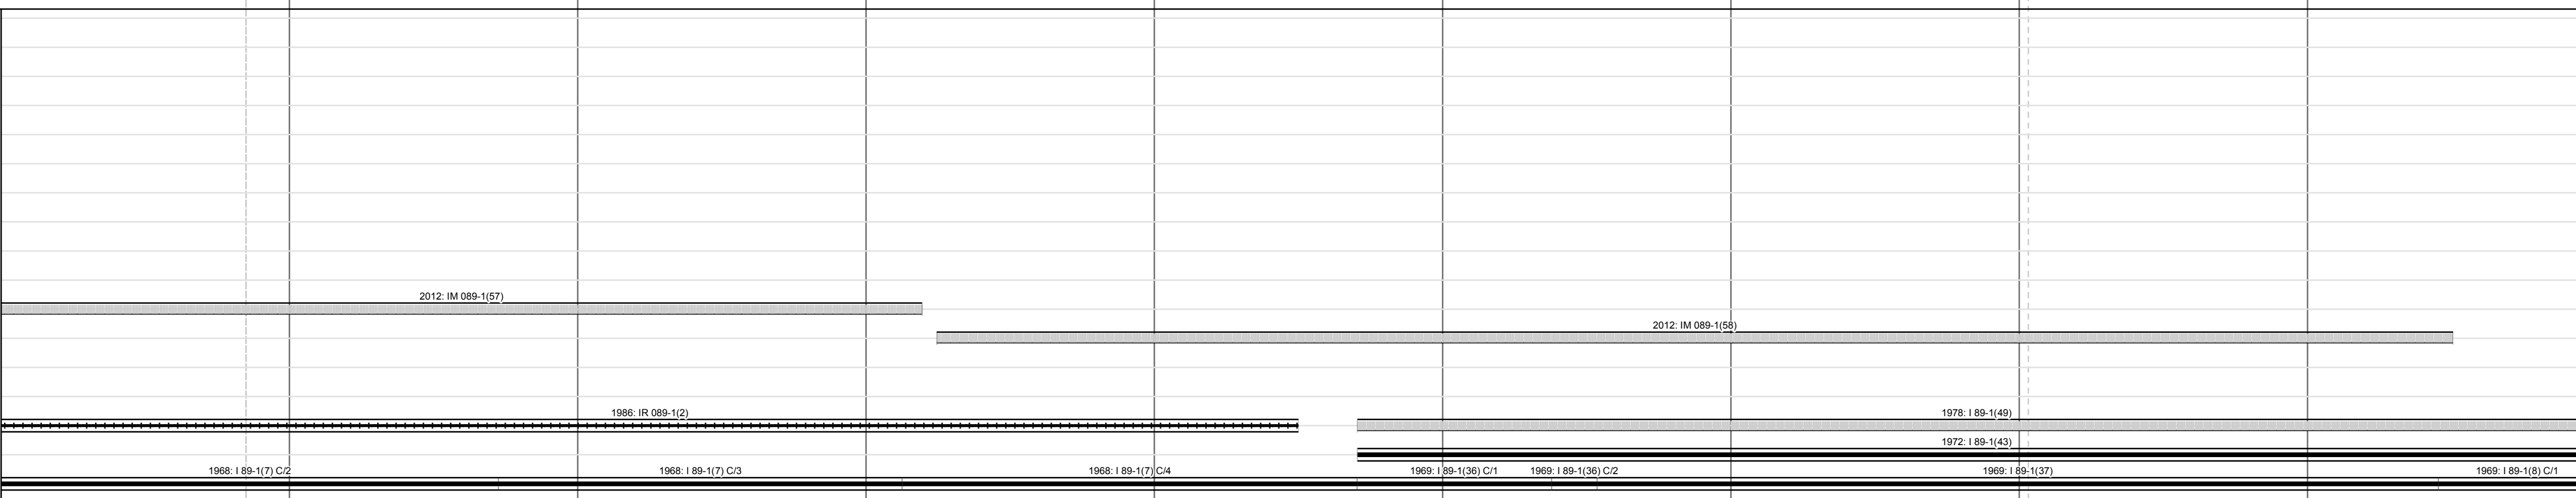 2012: IM 089-1(57)
2012: IM 089-1(58)
1986: IR 089-1(2)
1978: I 89-1(49)
1972: I 89-1(43)
1968: I 89-1(7) C/2
1968: I 89-1(7) C/3
1968: I 89-1(7) C/4
1969: I 89-1(36) C/1
1969: I 89-1(36) C/2
1969: I 89-1(37)
1969: I 89-1(8) C/1